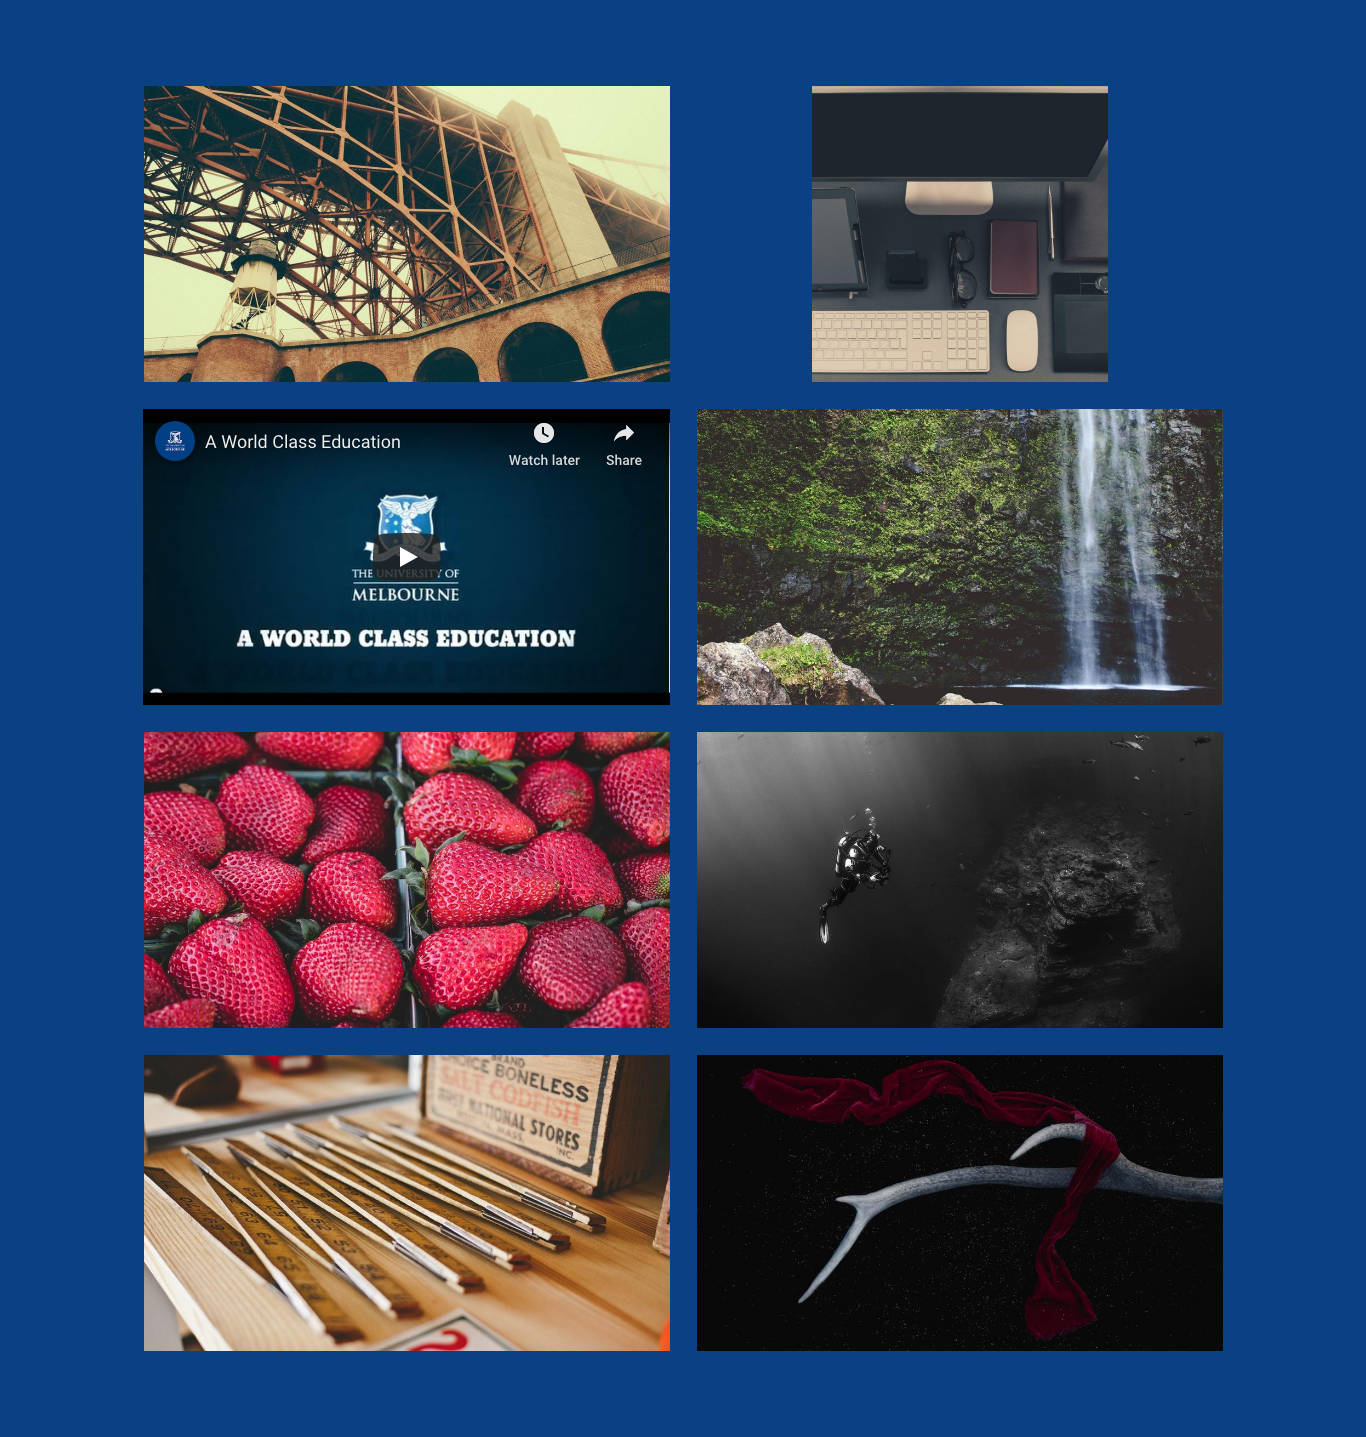 A World Class Education
Watch later
Share
THE UNIVERSITY OF
MELBOURNE
A WORLD CLASS EDUCATION
BRAND
CHOICE BONELESS
SALT CODFISH
FIRST NATIONAL STORES
MASS.
INC.